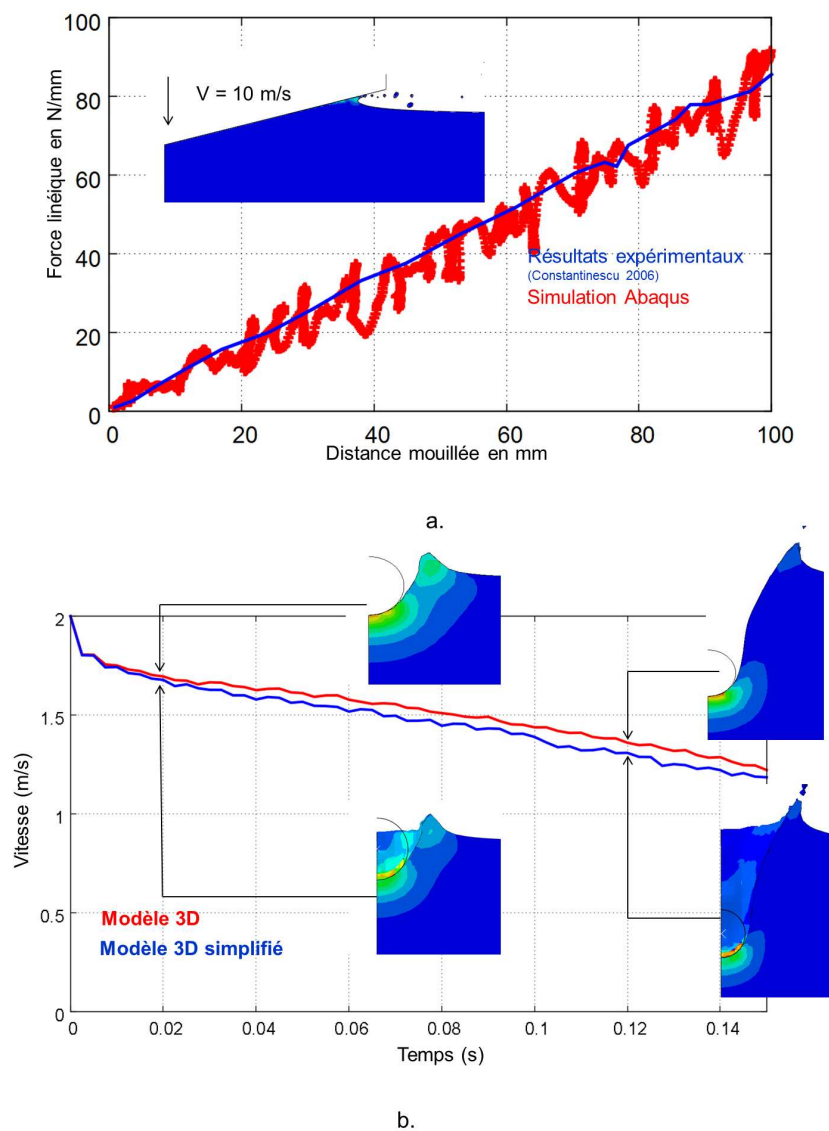 100
80
60
40
20
0
Force linéique en N/mm
V = 10 m/s
Résultats expérimentaux
(Constantinescu 2006)
Simulation Abaqus
0 20 40 60 80 100
Distance mouillée en mm
a.
2
1.5
1
0.5
0
Vitesse (m/s)
Modèle 3D
Modèle 3D simplifié
0 0.02 0.04 0.06 0.08 0.1 0.12 0.14
Temps (s)
b.